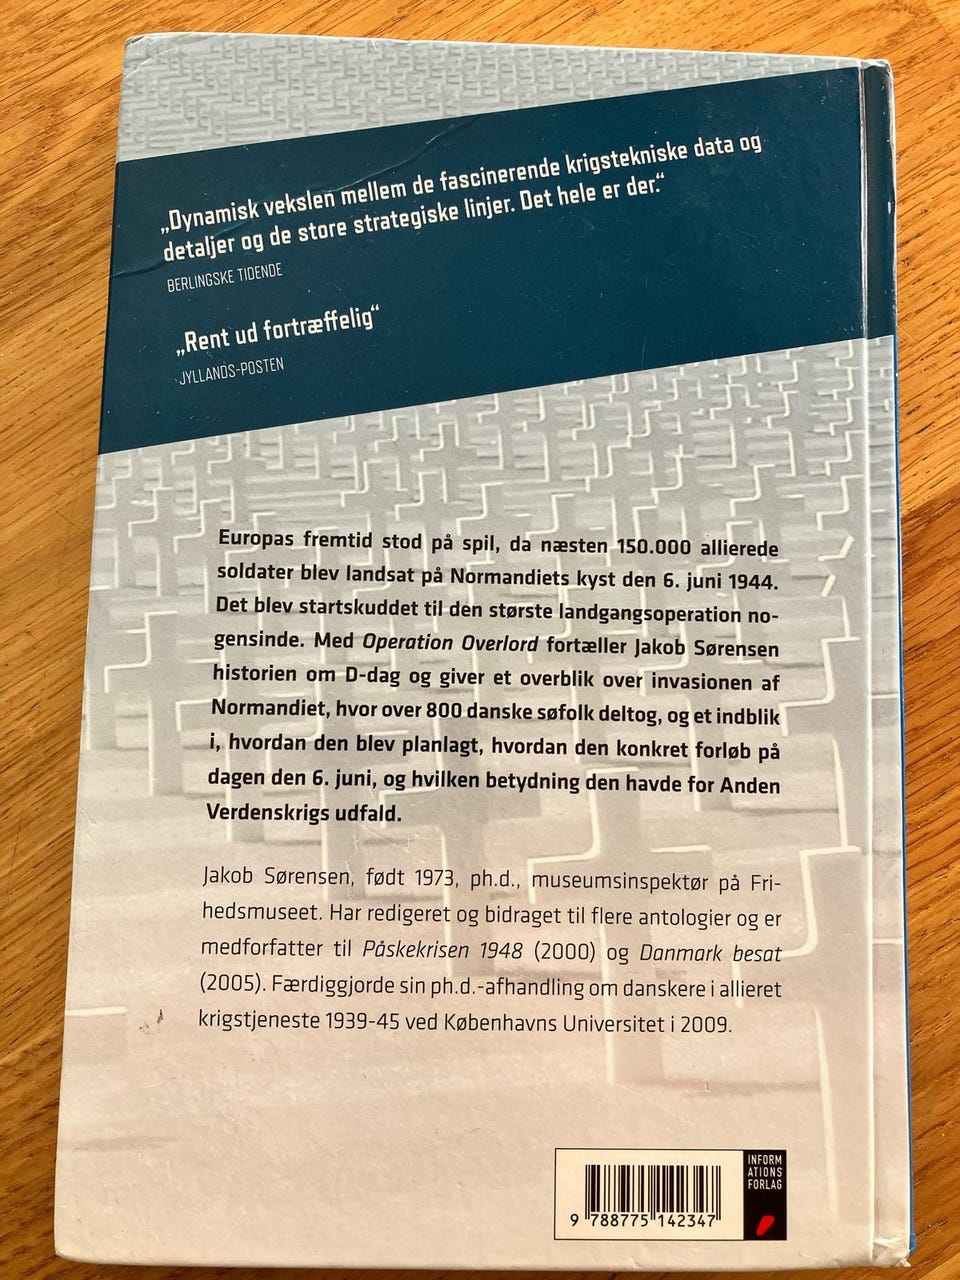 „Dynamisk vekslen mellem de fascinerende krigstekniske data og
detaljer og de store strategiske linjer. Det hele er der.“
BERLINGSKE TIDENDE
„Rent ud fortræffelig“
JYLLANDS-POSTEN
Europas fremtid stod på spil, da næsten 150.000 allierede
soldater blev landsat på Normandiets kyst den 6. juni 1944.
Det blev startskuddet til den største landgangsoperation no-
gensinde. Med Operation Overlord fortæller Jakob Sørensen
historien om D-dag og giver et overblik over invasionen af
Normandiet, hvor over 800 danske søfolk deltog, og et indblik
i, hvordan den blev planlagt, hvordan den konkret forløb på
dagen den 6. juni, og hvilken betydning den havde for Anden
Verdenskrigs udfald.
Jakob Sørensen, født 1973, ph.d., museumsinspektør på Fri-
hedsmuseet. Har redigeret og bidraget til flere antologier og er
medforfatter til Påskekrisen 1948 (2000) og Danmark besat
(2005). Færdiggjorde sin ph.d.-afhandling om danskere i allieret
krigstjeneste 1939-45 ved Københavns Universitet i 2009.
INFORM
ATIONS
FORLAG
9 788775 142347